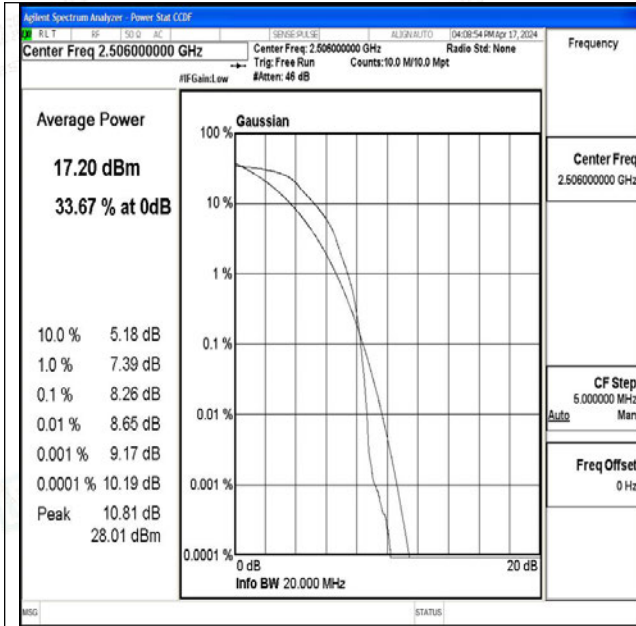 Agilent Spectrum Analyzer - Power Stat CCDF
RLT RF 50 Ω AC SENSE:PULSE ALIGNAUTO 04:08:54 PM Apr 17, 2024
Center Freq 2.506000000 GHz
Center Freq: 2.506000000 GHz Radio Std: None
Trig: Free Run Counts:10.0 M/10.0 Mpt
#IFGain:Low #Atten: 46 dB
Frequency
Average Power
17.20 dBm
33.67 % at 0dB
10.0 % 5.18 dB
1.0 % 7.39 dB
0.1 % 8.26 dB
0.01 % 8.65 dB
0.001 % 9.17 dB
0.0001 % 10.19 dB
Peak 10.81 dB
28.01 dBm
Gaussian
100 %
10 %
1 %
0.1 %
0.01 %
0.001 %
0.0001 %
0 dB 20 dB
Info BW 20.000 MHz
Center Freq
2.506000000 GHz
CF Step
5.000000 MHz
Auto Man
Freq Offset
0 Hz
MSG STATUS